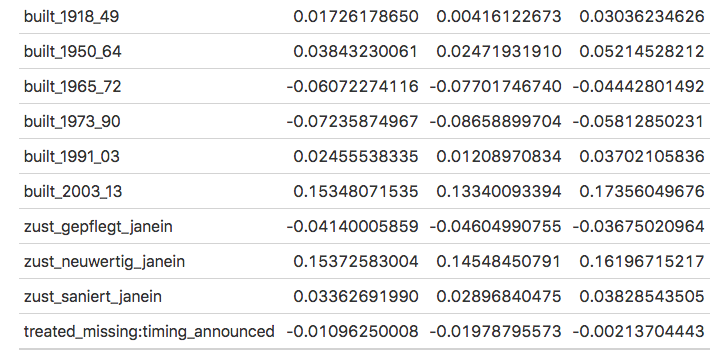 built_1918_49 0.01726178650 0.00416122673 0.03036234626
built_1950_64 0.03843230061 0.02471931910 0.05214528212
built_1965_72 -0.06072274116 -0.07701746740 -0.04442801492
built_1973_90 -0.07235874967 -0.08658899704 -0.05812850231
built_1991_03 0.02455538335 0.01208970834 0.03702105836
built_2003_13 0.15348071535 0.13340093394 0.17356049676
zust_gepflegt_janein -0.04140005859 -0.04604990755 -0.03675020964
zust_neuwertig_janein 0.15372583004 0.14548450791 0.16196715217
zust_saniert_janein 0.03362691990 0.02896840475 0.03828543505
treated_missing:timing_announced -0.01096250008 -0.01978795573 -0.00213704443